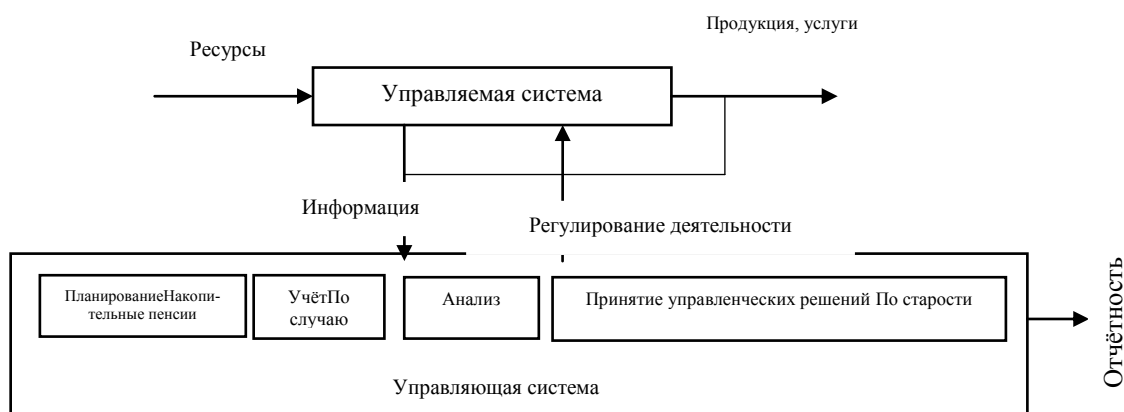 Продукция, услуги
Ресурсы
Управляемая система
Информация
Регулирование деятельности
ПланированиеНакопи-
тельные пенсии
УчётПо
случаю
Анализ
Принятие управленческих решений По старости
Отчётность
Управляющая система